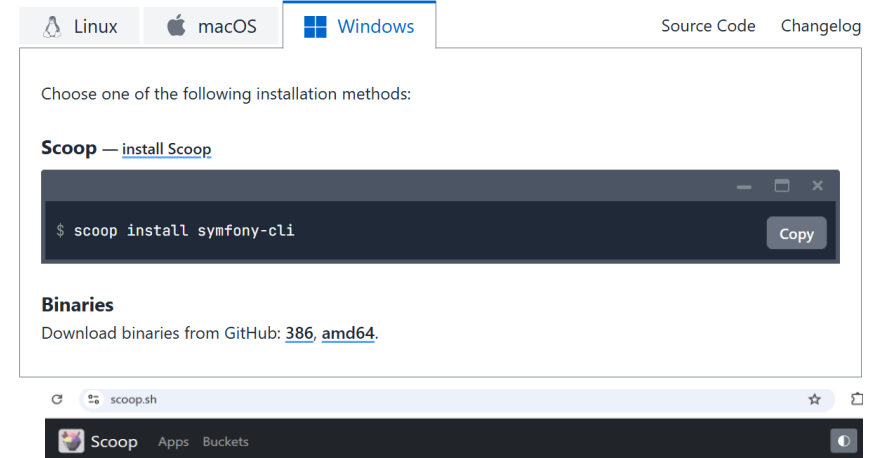 Linux macOS Windows Source Code Changelog
Choose one of the following installation methods:
Scoop — install Scoop
$ scoop install symfony-cli
Copy
Binaries
Download binaries from GitHub: 386, amd64.
scoop.sh
Scoop Apps Buckets